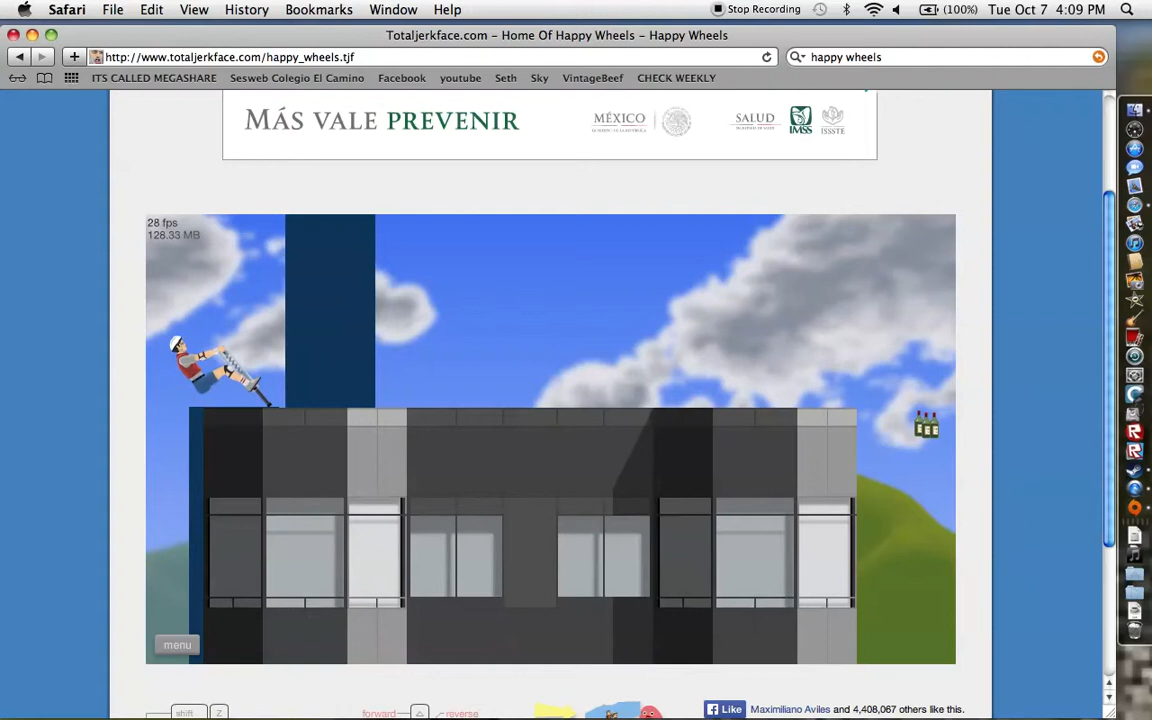 Safari File Edit View History Bookmarks Window Help Stop Recording (100%) Tue Oct 7 4:09 PM
Totaljerkface.com – Home Of Happy Wheels – Happy Wheels
http://www.totaljerkface.com/happy_wheels.tjf happy wheels
ITS CALLED MEGASHARE Sesweb Colegio El Camino Facebook youtube Seth Sky VintageBeef CHECK WEEKLY
MÁS VALE PREVENIR MÉXICO SALUD IMSS ISSSTE
28 fps
128.33 MB
menu
shift Z forward reverse Like Maximiliano Aviles and 4,408,067 others like this.